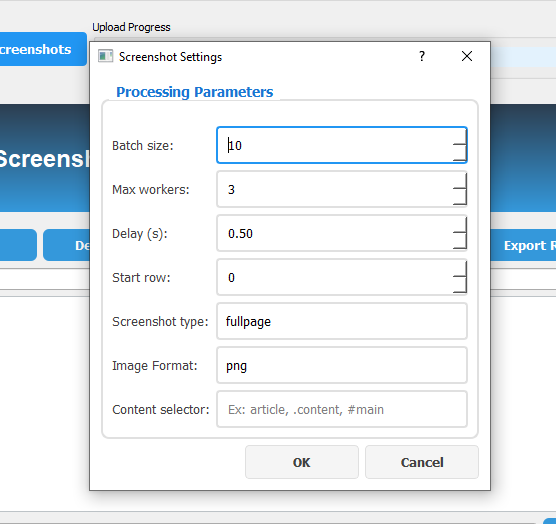 Upload Progress
creenshots
Screenshot Settings
?
Processing Parameters
Batch size:
10
Max workers:
3
Delay (s):
0.50
Start row:
0
Screenshot type:
fullpage
Image Format:
png
Content selector:
Ex: article, .content, #main
OK
Cancel
Screensh
De
Export R